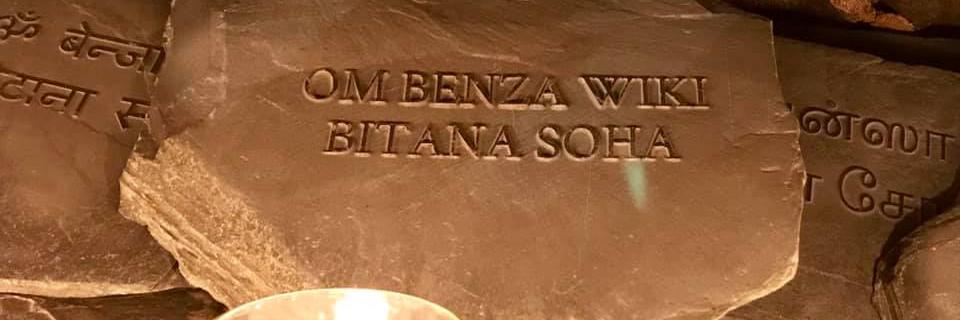 ॐ बेन्जा
टाना स
OM BENZA WIKI
BITANA SOHA
ன்ஸா
சே